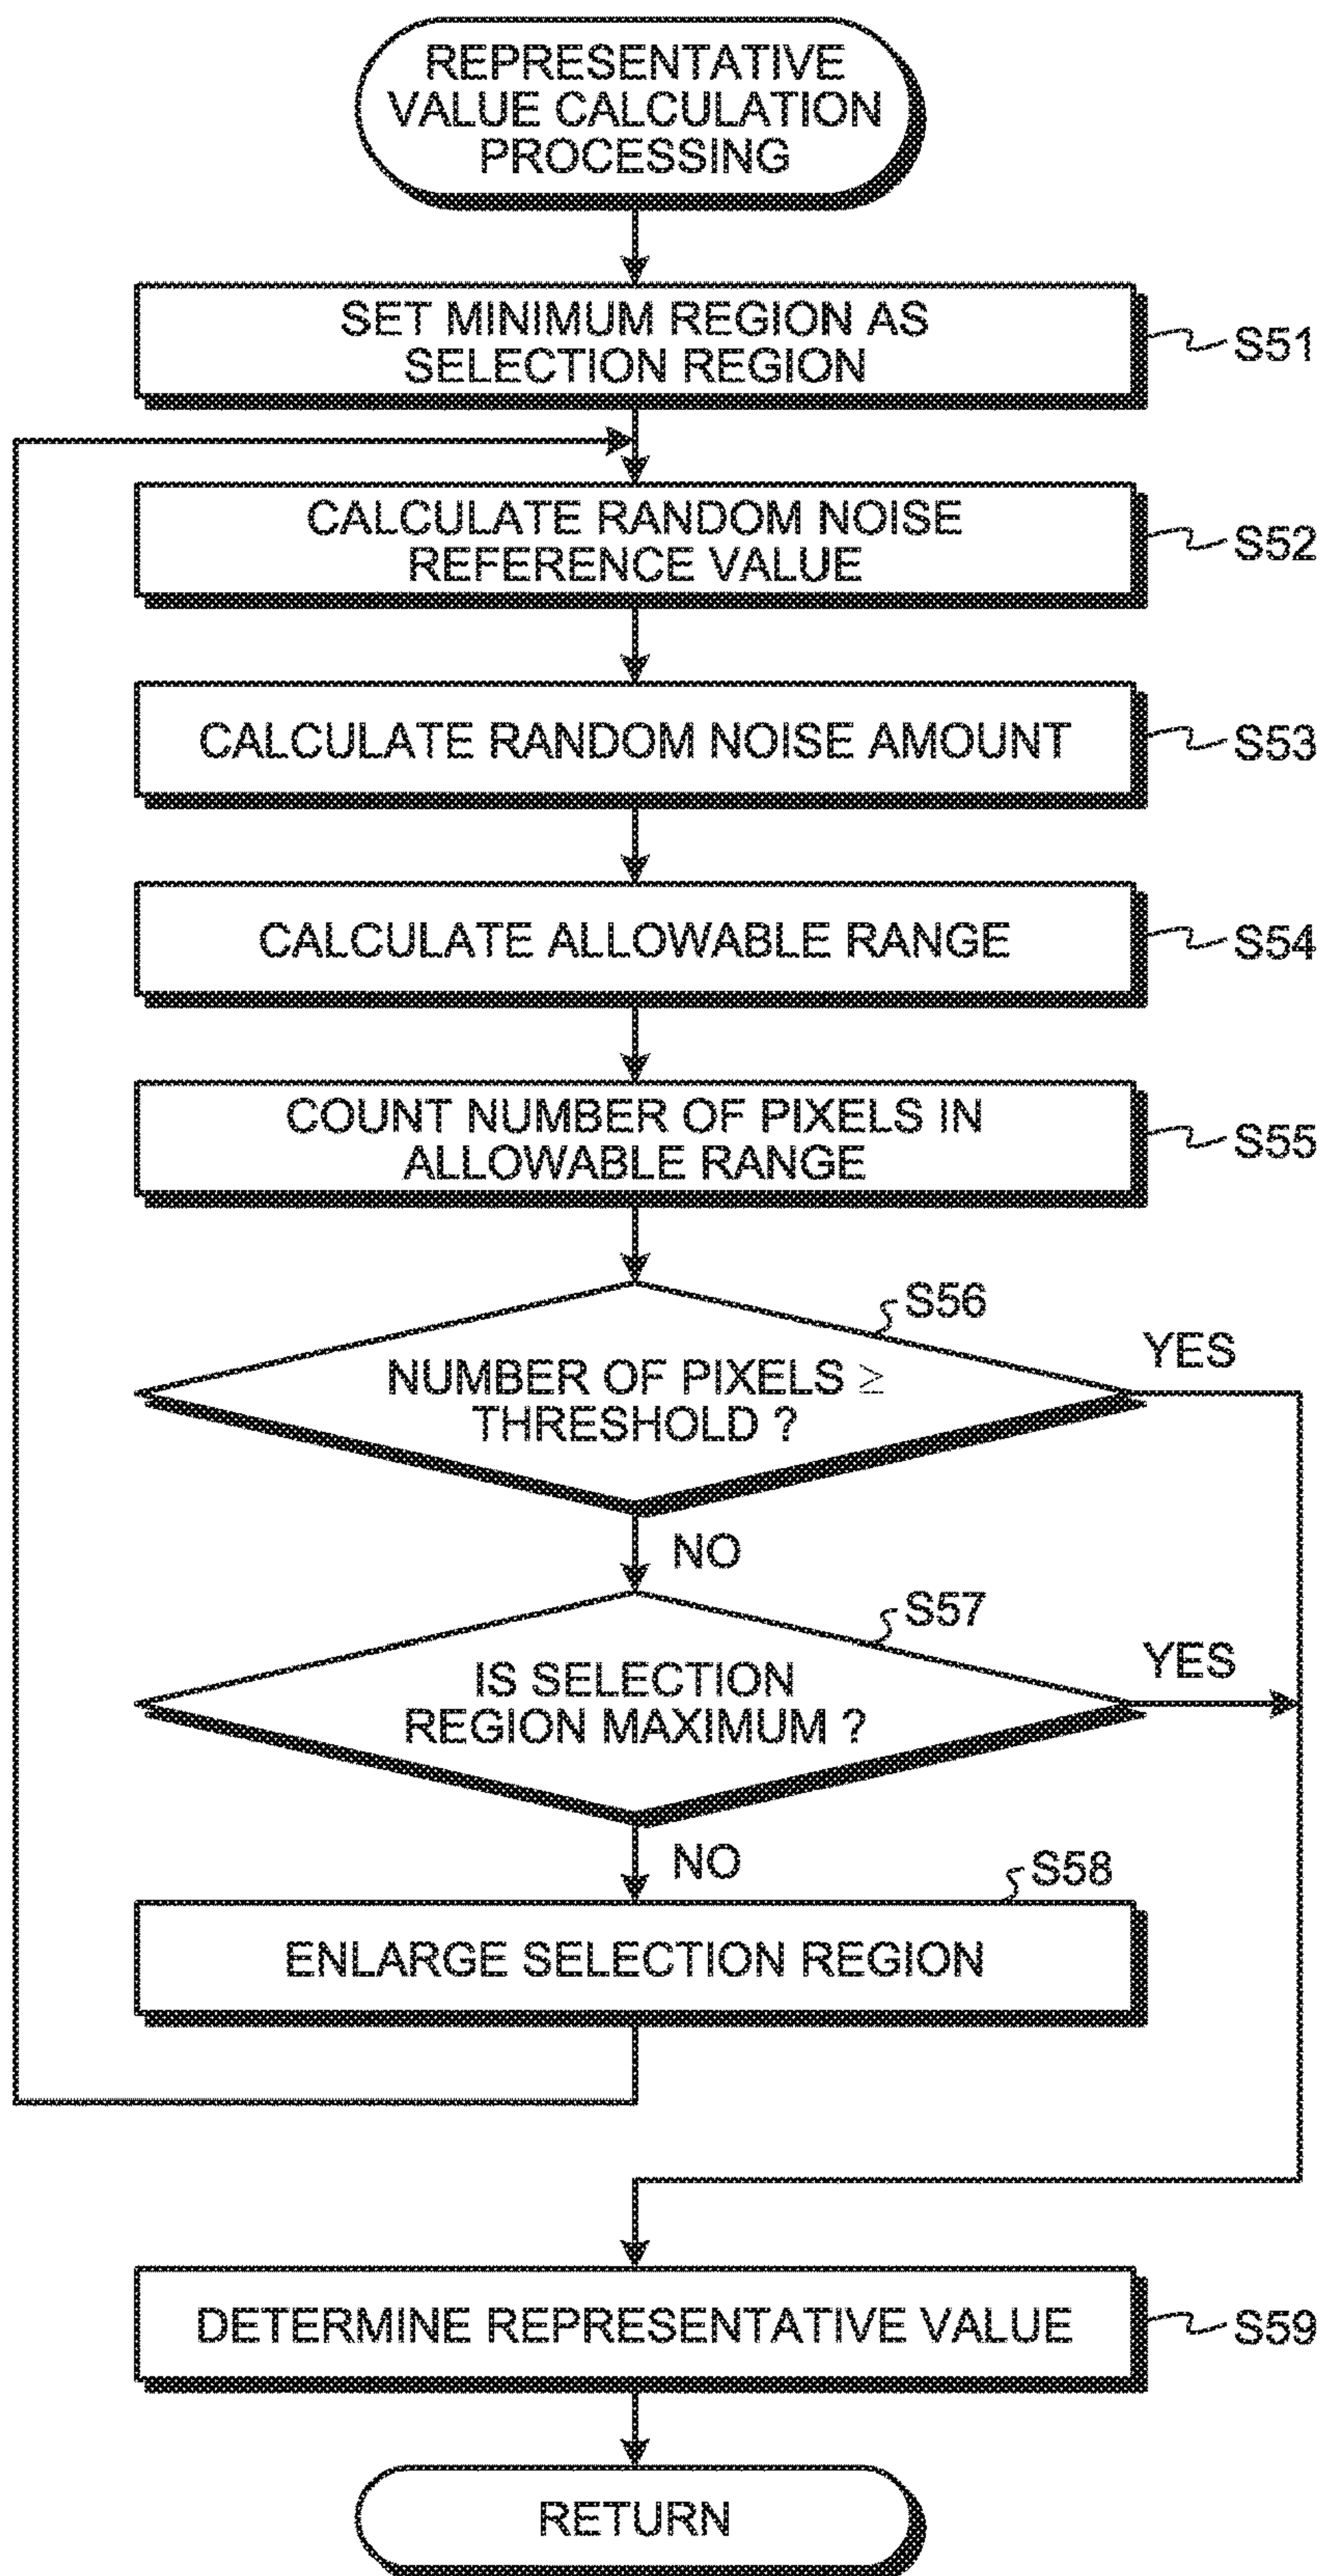 REPRESENTATIVE
VALUE CALCULATION
PROCESSING
SET MINIMUM REGION AS
SELECTION REGION
S51
CALCULATE RANDOM NOISE
REFERENCE VALUE
S52
CALCULATE RANDOM NOISE AMOUNT
S53
CALCULATE ALLOWABLE RANGE
S54
COUNT NUMBER OF PIXELS IN
ALLOWABLE RANGE
S55
S56
YES
NUMBER OF PIXELS ≥
THRESHOLD ?
NO
S57
YES
IS SELECTION
REGION MAXIMUM ?
NO
S58
ENLARGE SELECTION REGION
DETERMINE REPRESENTATIVE VALUE
S59
RETURN